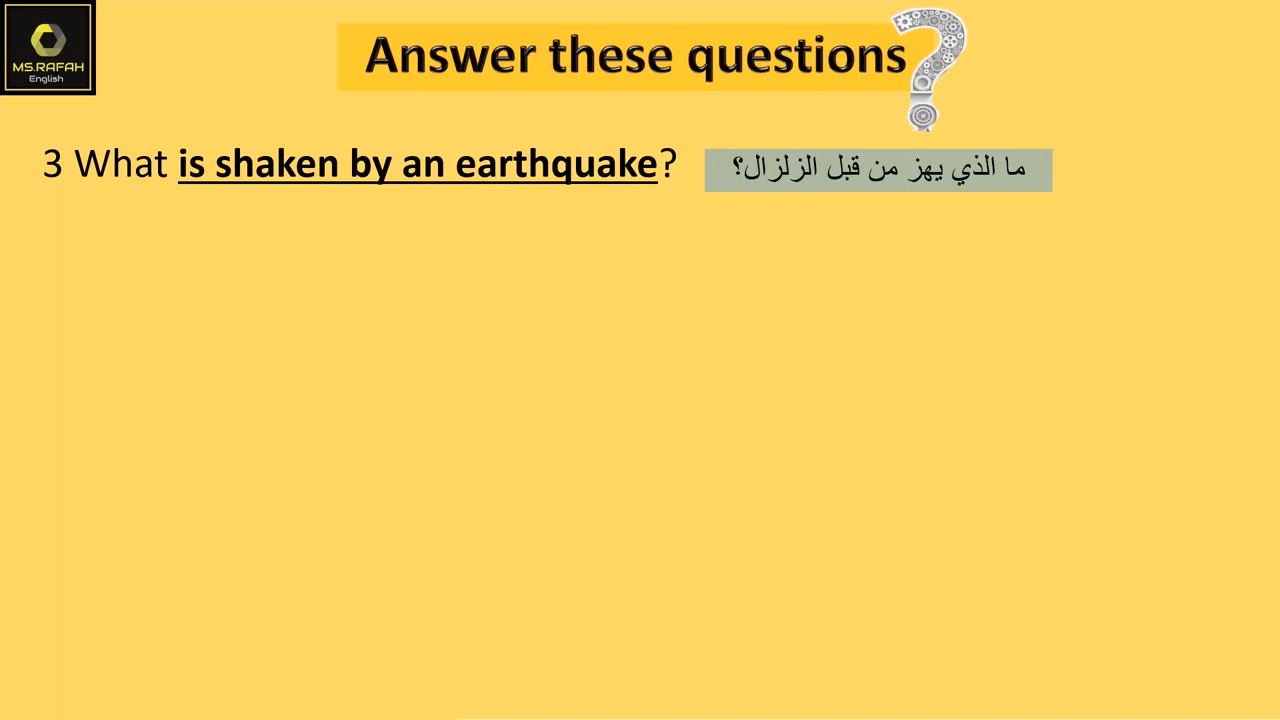 MS.RAFAH
English
Answer these questions
3 What is shaken by an earthquake?
ما الذي يهز من قبل الزلزال؟